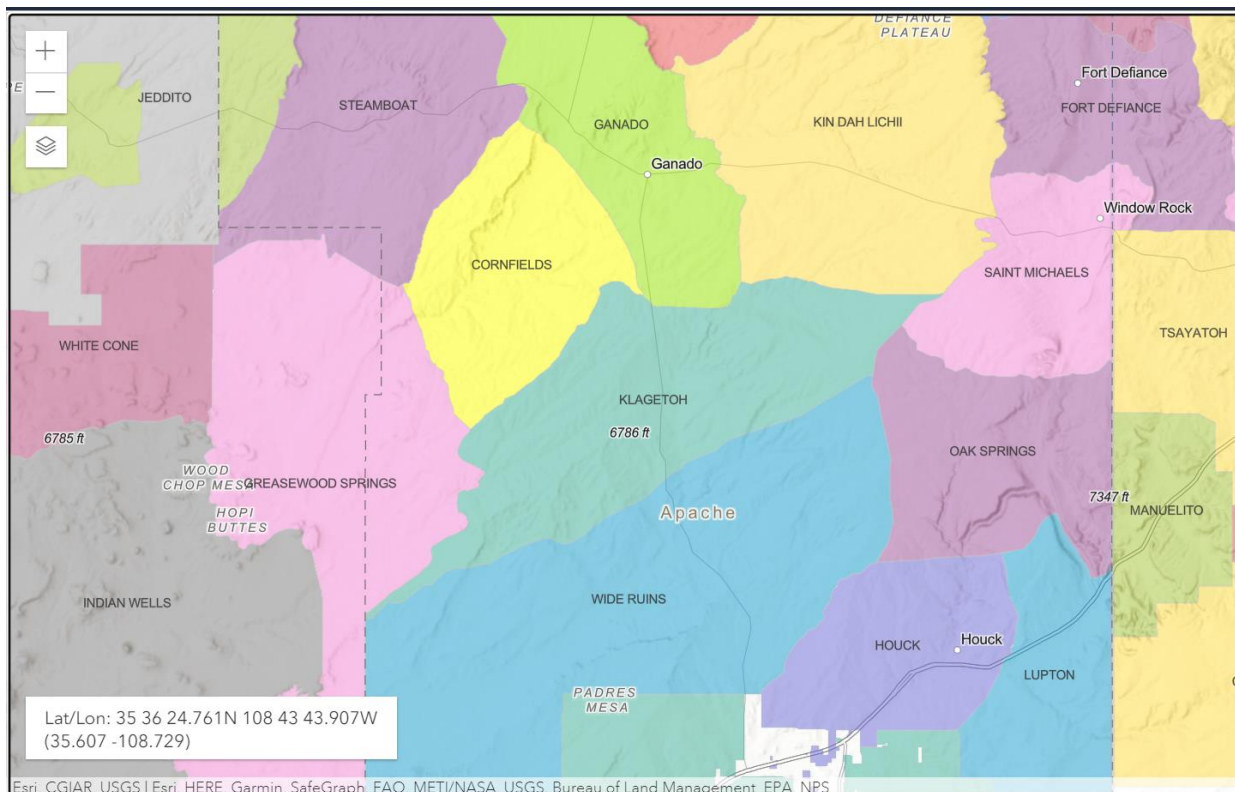 DEFIANCE
PLATEAU
+
−
JEDDITO
STEAMBOAT
GANADO
KIN DAH LICHII
Fort Defiance
FORT DEFIANCE
Ganado
Window Rock
CORNFIELDS
SAINT MICHAELS
TSAYATOH
WHITE CONE
KLAGETOH
6785 ft
6786 ft
OAK SPRINGS
WOOD
CHOP MESA
GREASEWOOD SPRINGS
HOPI
BUTTES
7347 ft
MANUELITO
Apache
INDIAN WELLS
WIDE RUINS
HOUCK
Houck
LUPTON
PADRES
MESA
Lat/Lon: 35 36 24.761N 108 43 43.907W
(35.607 -108.729)
Esri, CGIAR, USGS | Esri, HERE, Garmin, SafeGraph, FAO, METI/NASA, USGS, Bureau of Land Management, EPA, NPS